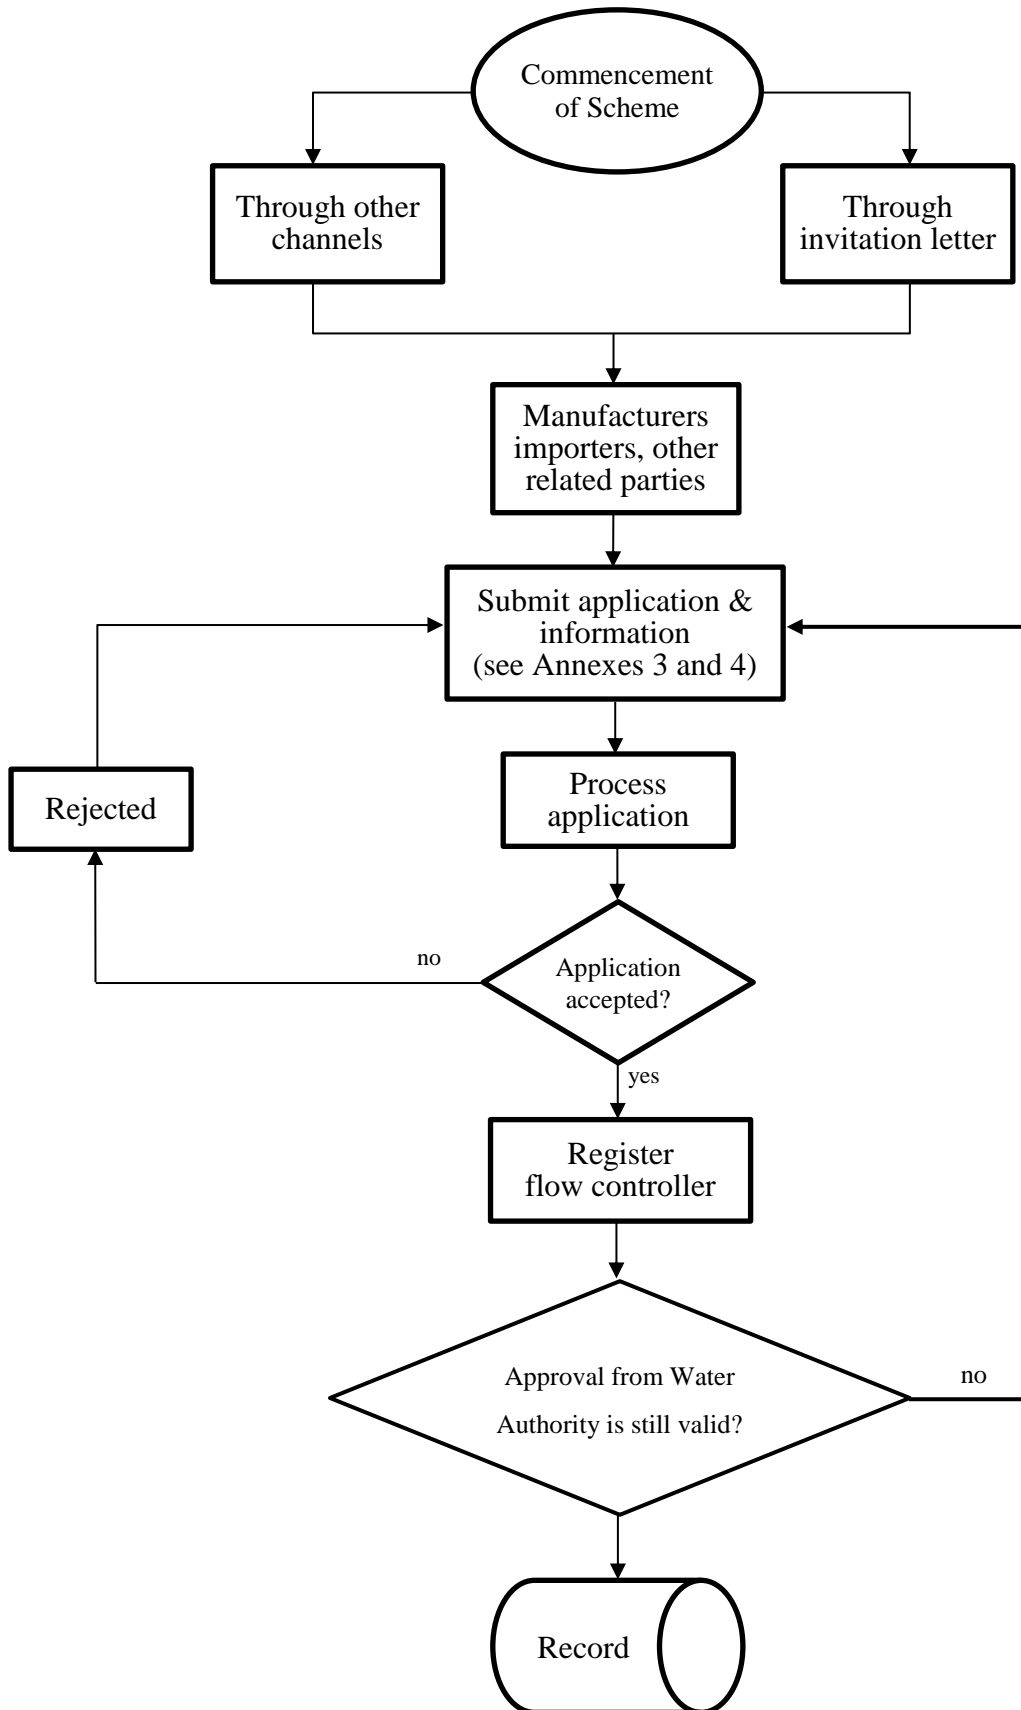 Commencement
of Scheme
Through other
channels
Through
invitation letter
Manufacturers
importers, other
related parties
Submit application &
information
(see Annexes 3 and 4)
Process
application
Rejected
no
Application
accepted?
yes
Register
flow controller
Approval from Water
Authority is still valid?
no
Record